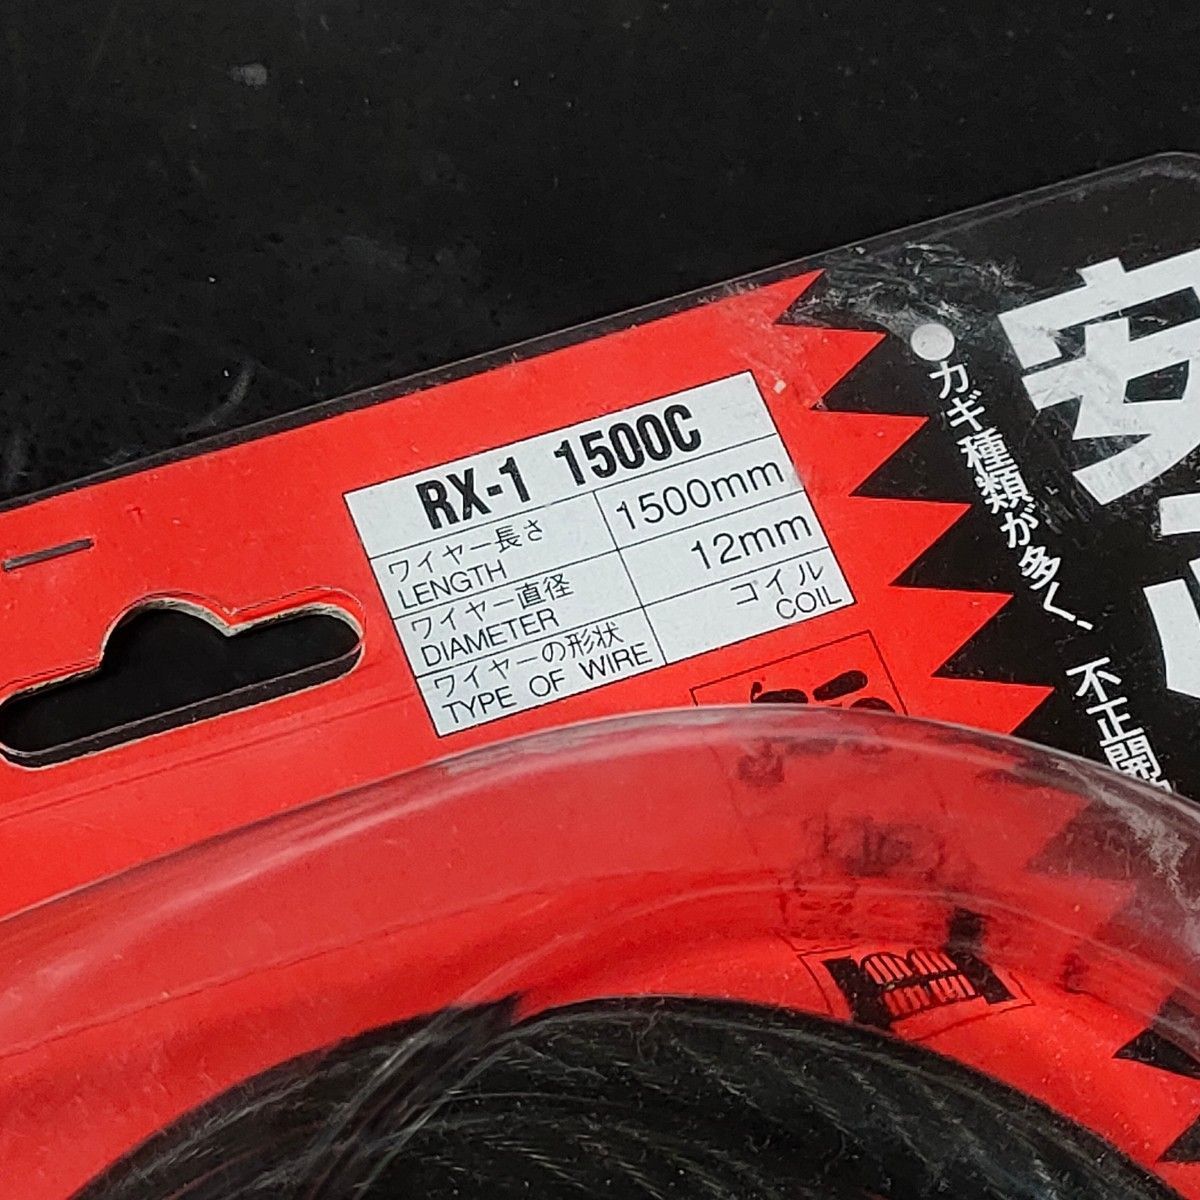 RX-1 1500C
ワイヤー長さ
LENGTH
1500mm
ワイヤー直径
DIAMETER
12mm
ワイヤーの形状
TYPE OF WIRE
コイル
COIL
●カギ種類が多く、不正開
安